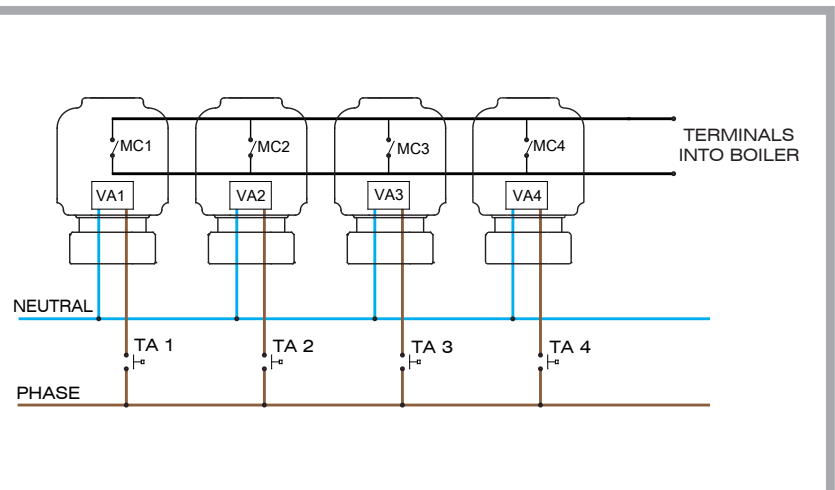 MC1
MC2
MC3
MC4
TERMINALS
INTO BOILER
VA1
VA2
VA3
VA4
NEUTRAL
TA 1
TA 2
TA 3
TA 4
PHASE